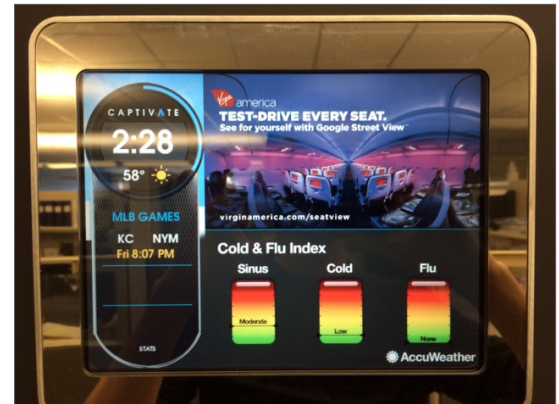 CAPTIVATE
2:28
58°
MLB GAMES
KC NYM
Fri 8:07 PM
STATS
Virgin america
TEST-DRIVE EVERY SEAT.
See for yourself with Google Street View™
virginamerica.com/seatview
Cold & Flu Index
Sinus Cold Flu
Moderate
Low
None
AccuWeather